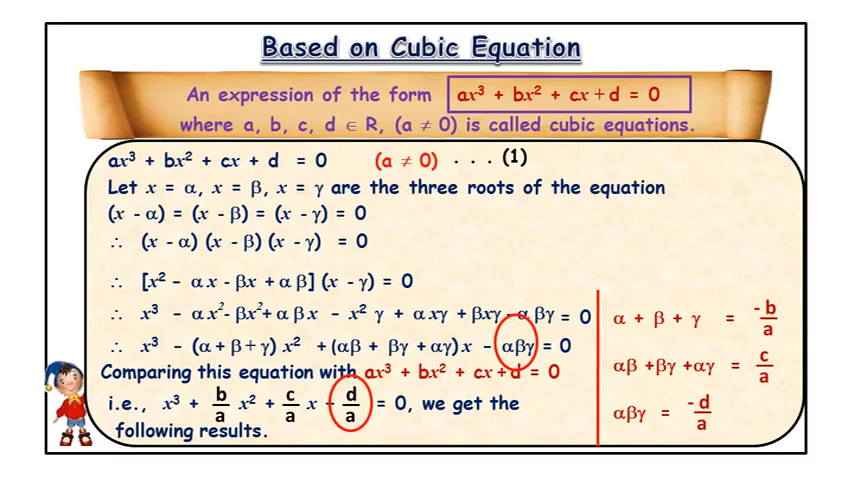 Based on Cubic Equation
An expression of the form ax³ + bx² + cx + d = 0
where a, b, c, d ∈ R, (a ≠ 0) is called cubic equations.
ax³ + bx² + cx + d = 0 (a ≠ 0) . . . (1)
Let x = α, x = β, x = γ are the three roots of the equation
(x - α) = (x - β) = (x - γ) = 0
∴ (x - α) (x - β) (x - γ) = 0
∴ [x² – αx - βx + αβ] (x - γ) = 0
∴ x³ - αx² - βx² + αβx – x²γ + αxγ + βxγ - αβγ = 0
∴ x³ – (α + β + γ) x² + (αβ + βγ + αγ) x – αβγ = 0
Comparing this equation with ax³ + bx² + cx + d = 0
i.e., x³ + b/a x² + c/a x + d/a = 0, we get the
following results.
α + β + γ = -b/a
αβ + βγ + αγ = c/a
αβγ = -d/a